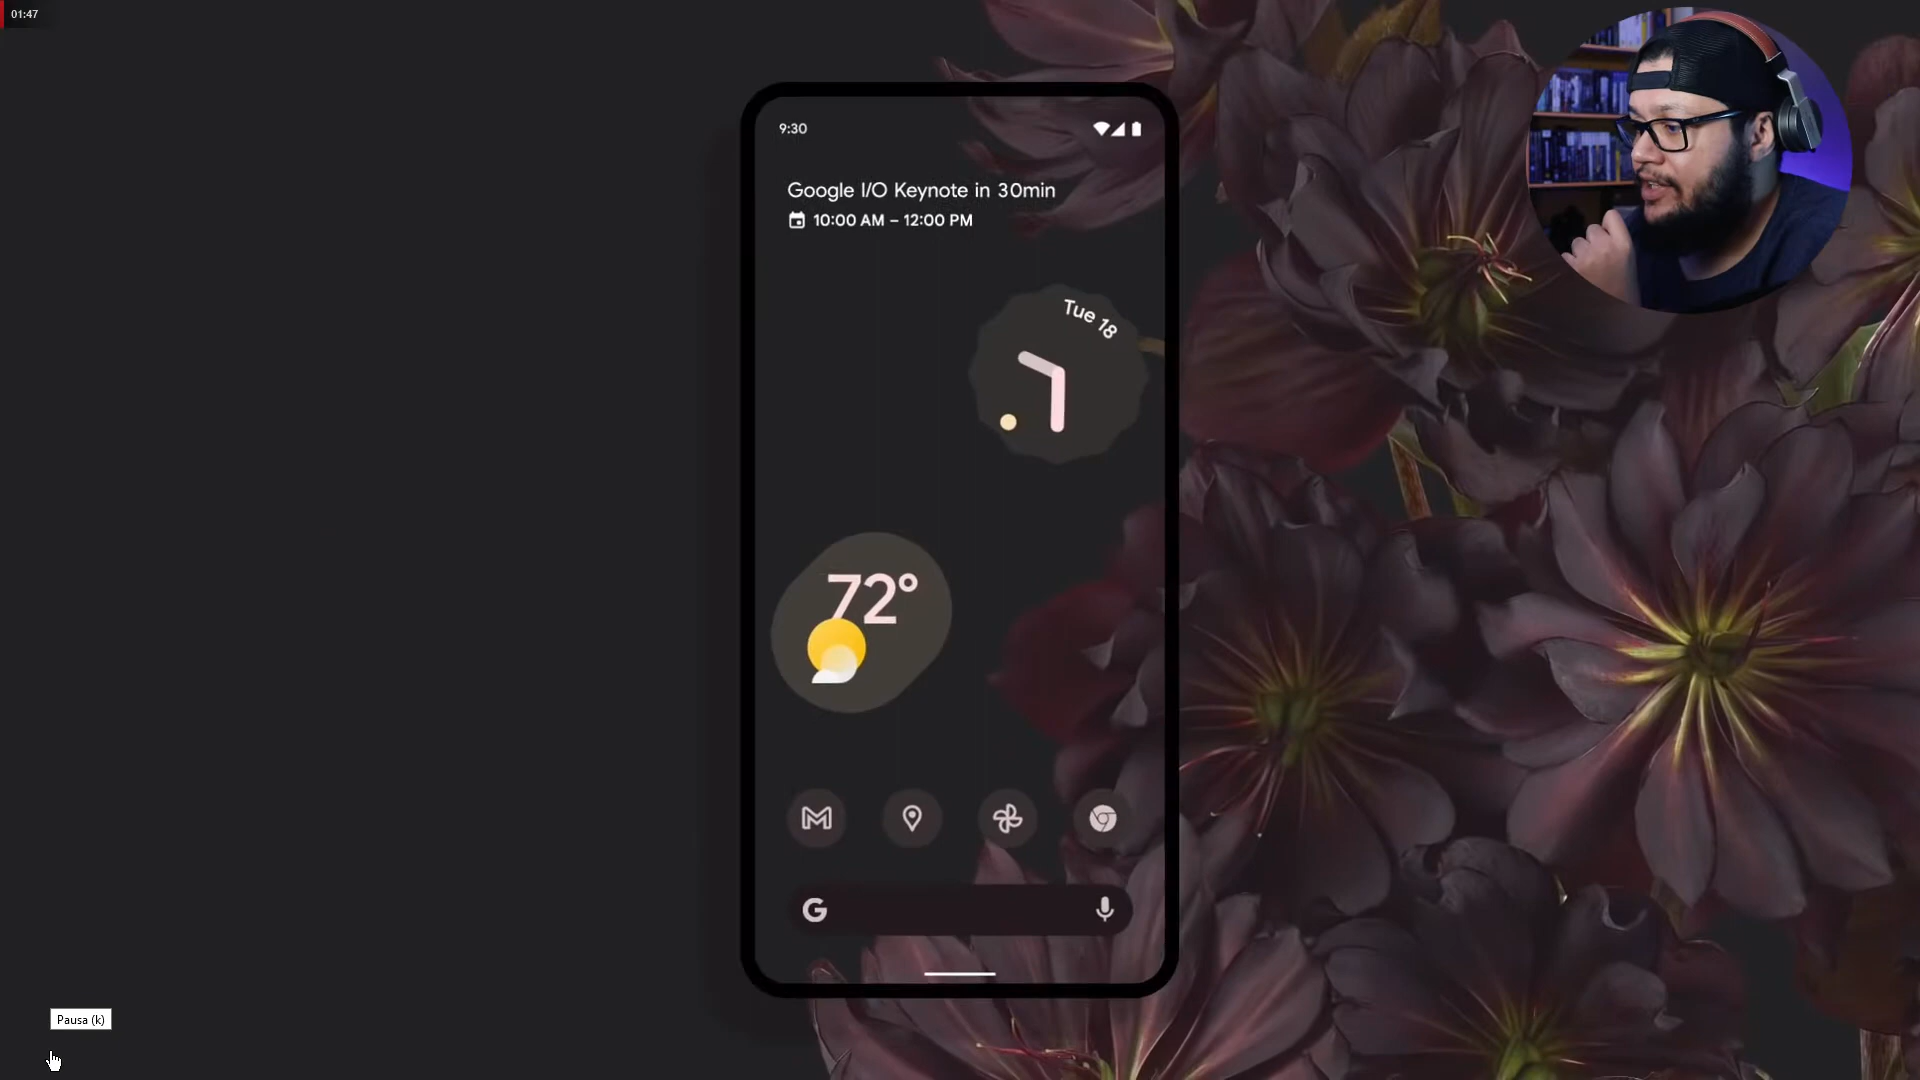 01:47
9:30
Google I/O Keynote in 30min
10:00 AM – 12:00 PM
Tue 18
72°
G
Pausa (k)